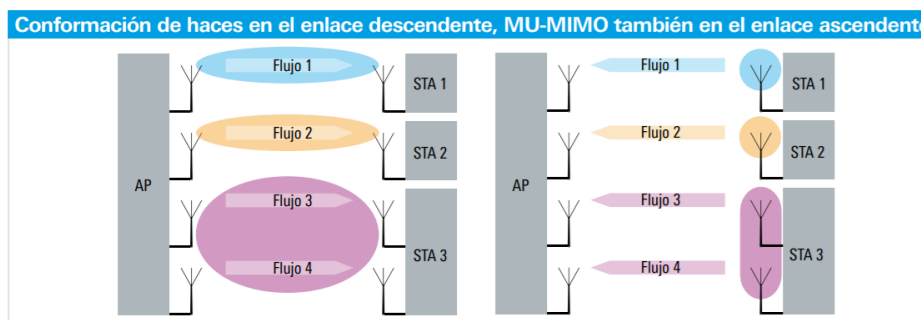 Conformación de haces en el enlace descendente, MU-MIMO también en el enlace ascendente
Flujo 1
STA 1
Flujo 2
STA 2
AP
Flujo 3
STA 3
Flujo 4
Flujo 1
STA 1
Flujo 2
STA 2
AP
Flujo 3
STA 3
Flujo 4